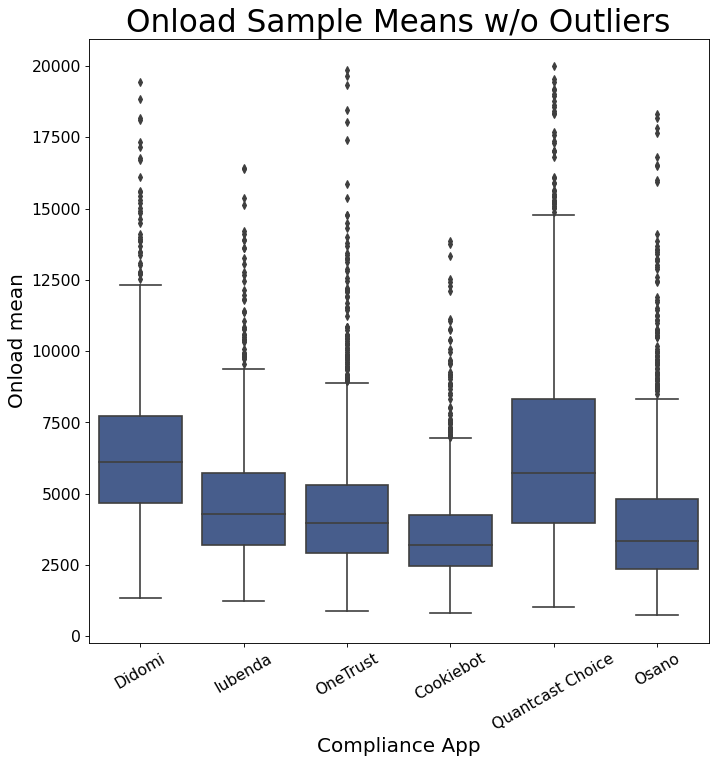 Onload Sample Means w/o Outliers
20000
17500
15000
12500
10000
7500
5000
2500
0
Onload mean
Didomi
Iubenda
OneTrust
Cookiebot
Quantcast Choice
Osano
Compliance App